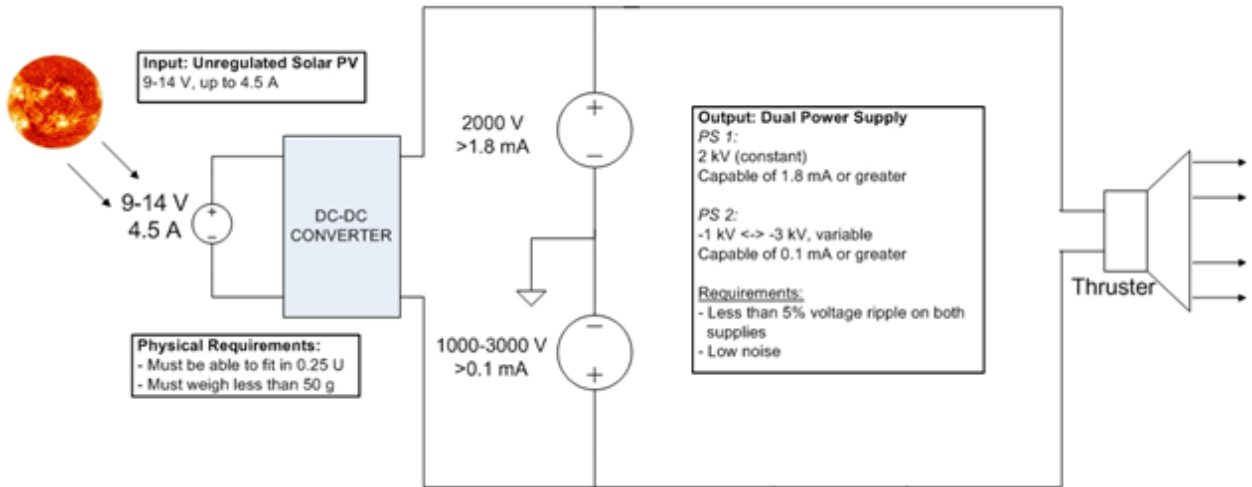 Input: Unregulated Solar PV
9-14 V, up to 4.5 A
9-14 V
4.5 A
DC-DC
CONVERTER
Physical Requirements:
- Must be able to fit in 0.25 U
- Must weigh less than 50 g
2000 V
>1.8 mA
1000-3000 V
>0.1 mA
Output: Dual Power Supply
PS 1:
2 kV (constant)
Capable of 1.8 mA or greater
PS 2:
-1 kV <-> -3 kV, variable
Capable of 0.1 mA or greater
Requirements:
- Less than 5% voltage ripple on both
supplies
- Low noise
Thruster